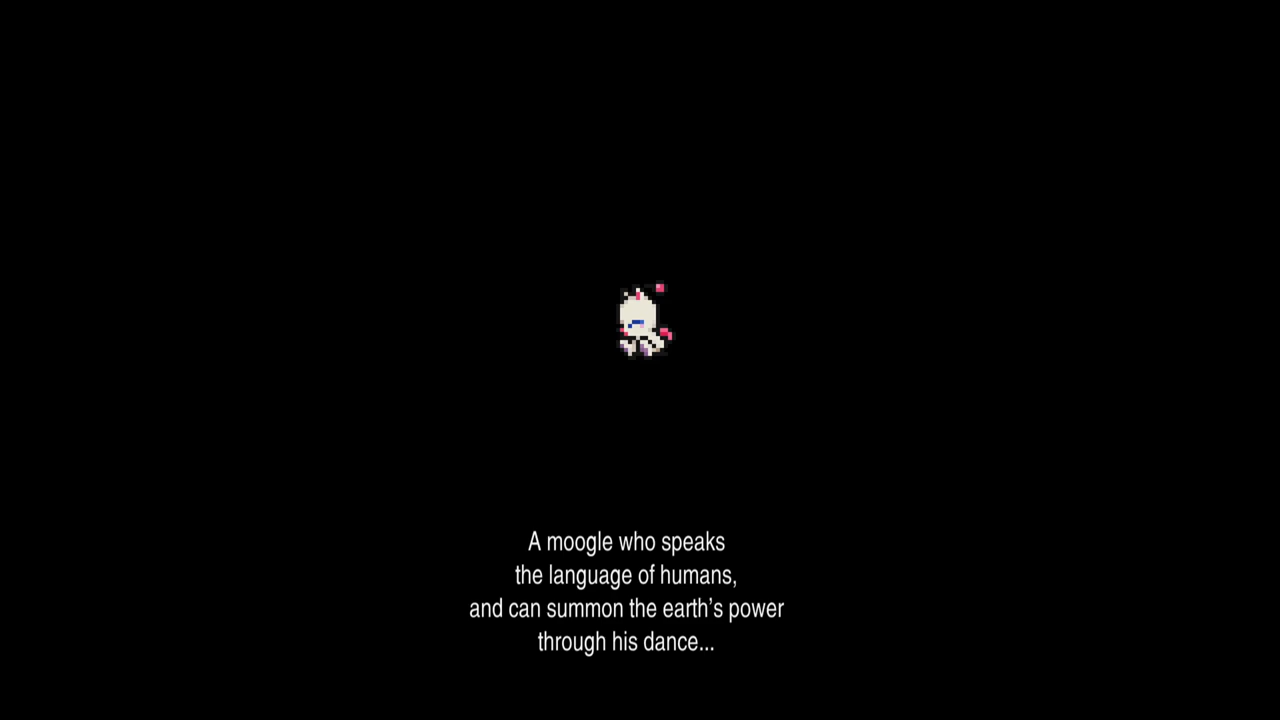 A moogle who speaks
the language of humans,
and can summon the earth’s power
through his dance...